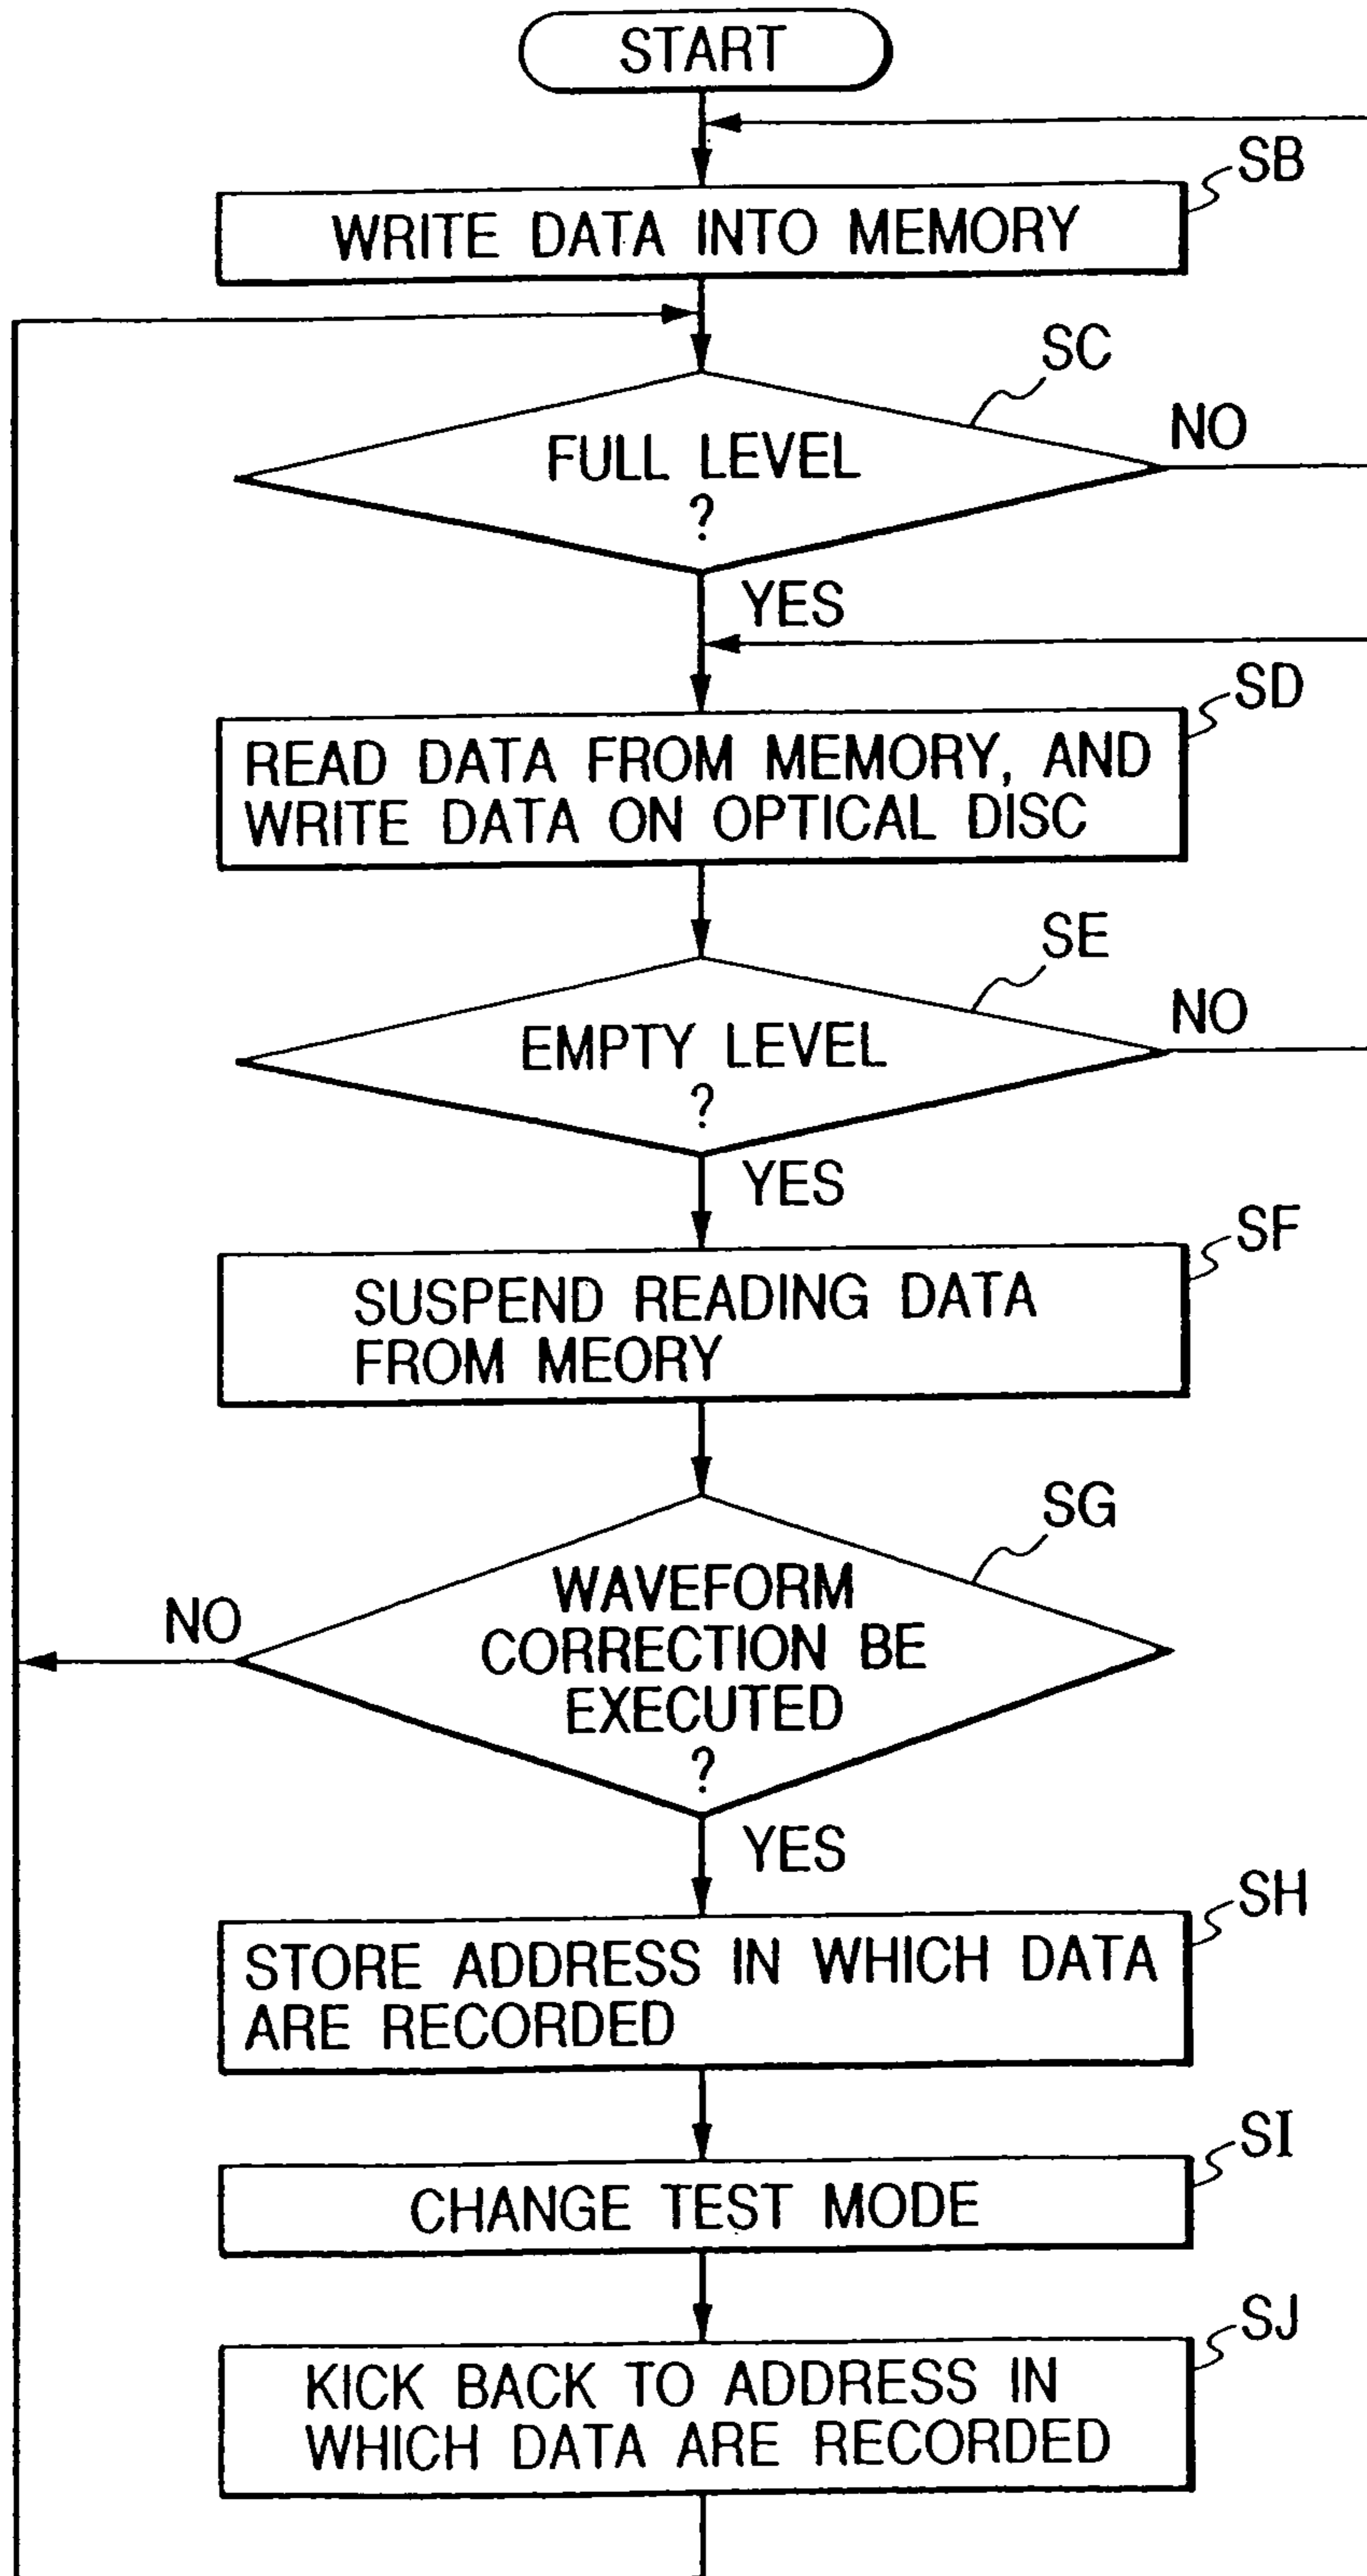 START
SB
WRITE DATA INTO MEMORY
SC
FULL LEVEL
?
NO
YES
SD
READ DATA FROM MEMORY, AND
WRITE DATA ON OPTICAL DISC
SE
EMPTY LEVEL
?
NO
YES
SF
SUSPEND READING DATA
FROM MEORY
SG
WAVEFORM
CORRECTION BE
EXECUTED
?
NO
YES
SH
STORE ADDRESS IN WHICH DATA
ARE RECORDED
SI
CHANGE TEST MODE
SJ
KICK BACK TO ADDRESS IN
WHICH DATA ARE RECORDED